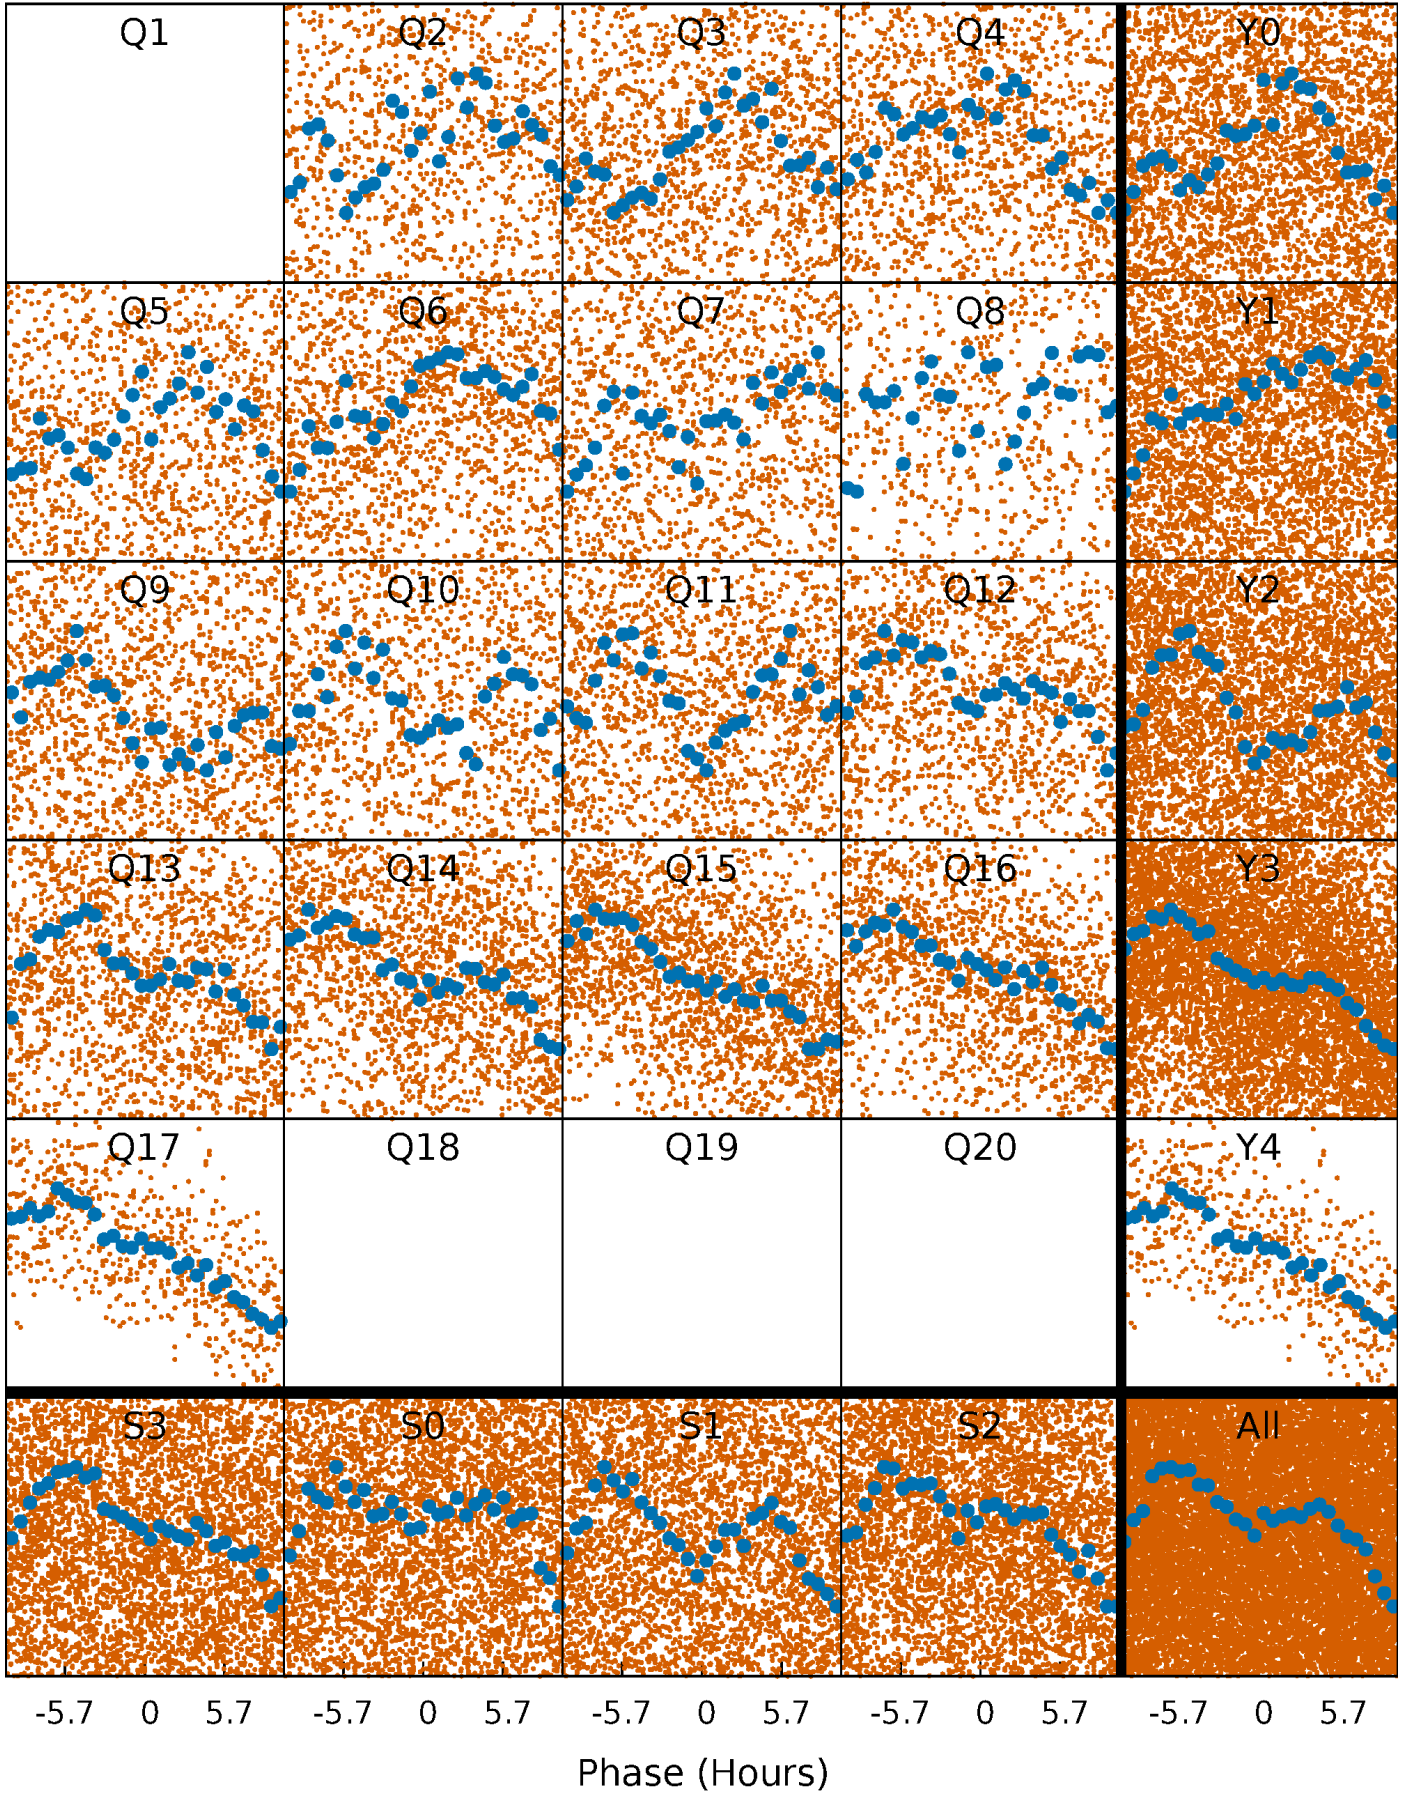 Q1 Q2 Q3 Q4 Y0
Q5 Q6 Q7 Q8 Y1
Q9 Q10 Q11 Q12 Y2
Q13 Q14 Q15 Q16 Y3
Q17 Q18 Q19 Q20 Y4
S3 S0 S1 S2 All
-5.7 0 5.7 -5.7 0 5.7 -5.7 0 5.7 -5.7 0 5.7 -5.7 0 5.7
Phase (Hours)